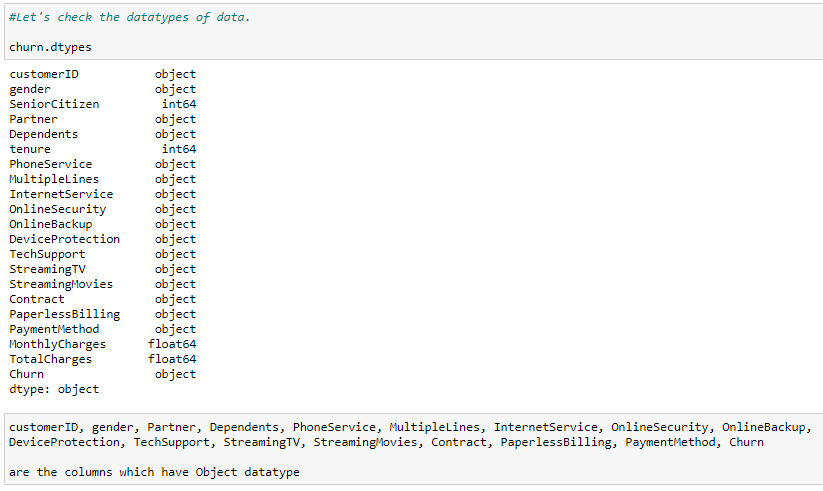 #Let's check the datatypes of data.
churn.dtypes
customerID object
gender object
SeniorCitizen int64
Partner object
Dependents object
tenure int64
PhoneService object
MultipleLines object
InternetService object
OnlineSecurity object
OnlineBackup object
DeviceProtection object
TechSupport object
StreamingTV object
StreamingMovies object
Contract object
PaperlessBilling object
PaymentMethod object
MonthlyCharges float64
TotalCharges float64
Churn object
dtype: object
customerID, gender, Partner, Dependents, PhoneService, MultipleLines, InternetService, OnlineSecurity, OnlineBackup,
DeviceProtection, TechSupport, StreamingTV, StreamingMovies, Contract, PaperlessBilling, PaymentMethod, Churn
are the columns which have Object datatype